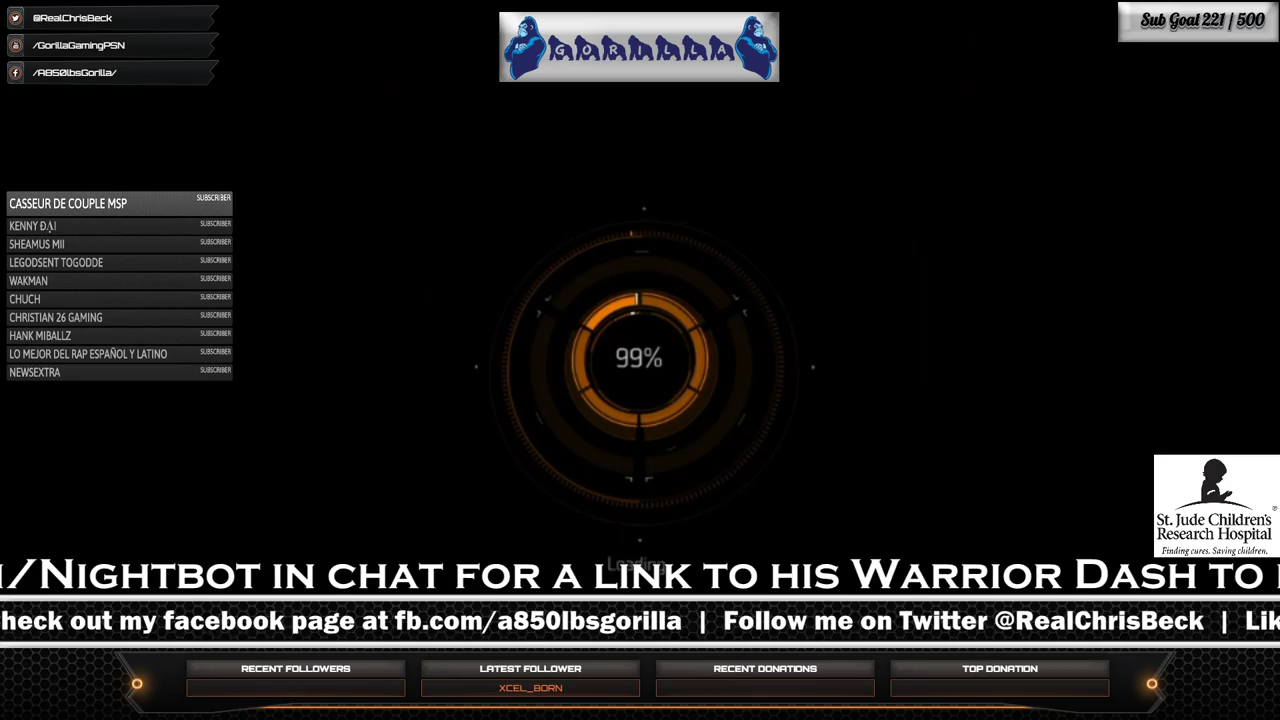 @RealChrisBeck
/GorillaGamingPSN
/A850lbsGorilla/
GORILLA
Sub Goal 221 / 500
CASSEUR DE COUPLE MSP SUBSCRIBER
KENNY ĐẠI SUBSCRIBER
SHEAMUS MII SUBSCRIBER
LEGODSENT TOGODDE SUBSCRIBER
WAKMAN SUBSCRIBER
CHUCH SUBSCRIBER
CHRISTIAN 26 GAMING SUBSCRIBER
HANK MIBALLZ SUBSCRIBER
LO MEJOR DEL RAP ESPAÑOL Y LATINO SUBSCRIBER
NEWSEXTRA SUBSCRIBER
99%
Loading
St. Jude Children's
Research Hospital
®
Finding cures. Saving children.
/NIGHTBOT IN CHAT FOR A LINK TO HIS WARRIOR DASH TO
heck out my facebook page at fb.com/a850lbsgorilla | Follow me on Twitter @RealChrisBeck | Lik
RECENT FOLLOWERS LATEST FOLLOWER RECENT DONATIONS TOP DONATION
XCEL_BORN